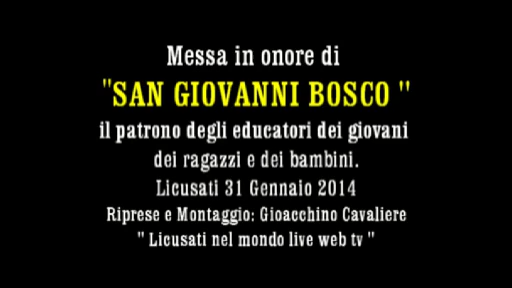 Messa in onore di
"SAN GIOVANNI BOSCO "
il patrono degli educatori dei giovani
dei ragazzi e dei bambini.
Licusati 31 Gennaio 2014
Riprese e Montaggio: Gioacchino Cavaliere
" Licusati nel mondo live web tv "